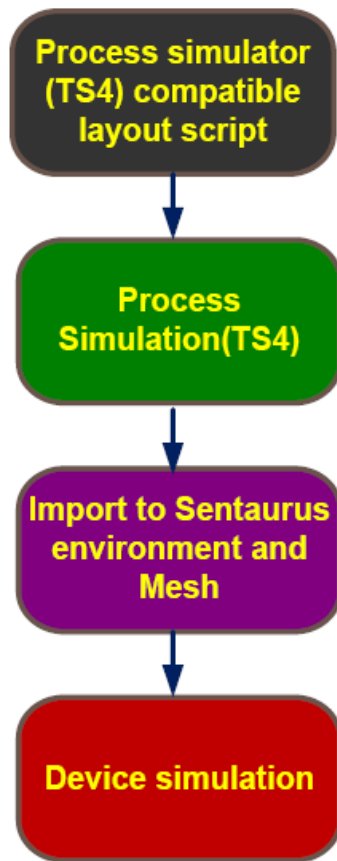 Process simulator
(TS4) compatible
layout script
Process
Simulation(TS4)
Import to Sentaurus
environment and
Mesh
Device simulation